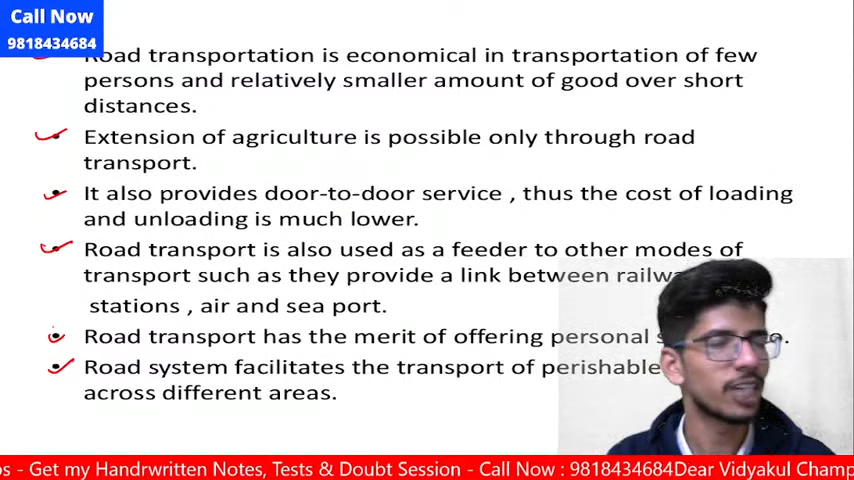 Call Now
9818434684
Road transportation is economical in transportation of few
persons and relatively smaller amount of good over short
distances.
Extension of agriculture is possible only through road
transport.
It also provides door-to-door service , thus the cost of loading
and unloading is much lower.
Road transport is also used as a feeder to other modes of
transport such as they provide a link between
stations , air and sea port.
Road transport has the merit of offering personal
Road system facilitates the transport of perishable
across different areas.
- Get my Handrwritten Notes, Tests & Doubt Session - Call Now : 9818434684Dear Vidyakul Champ